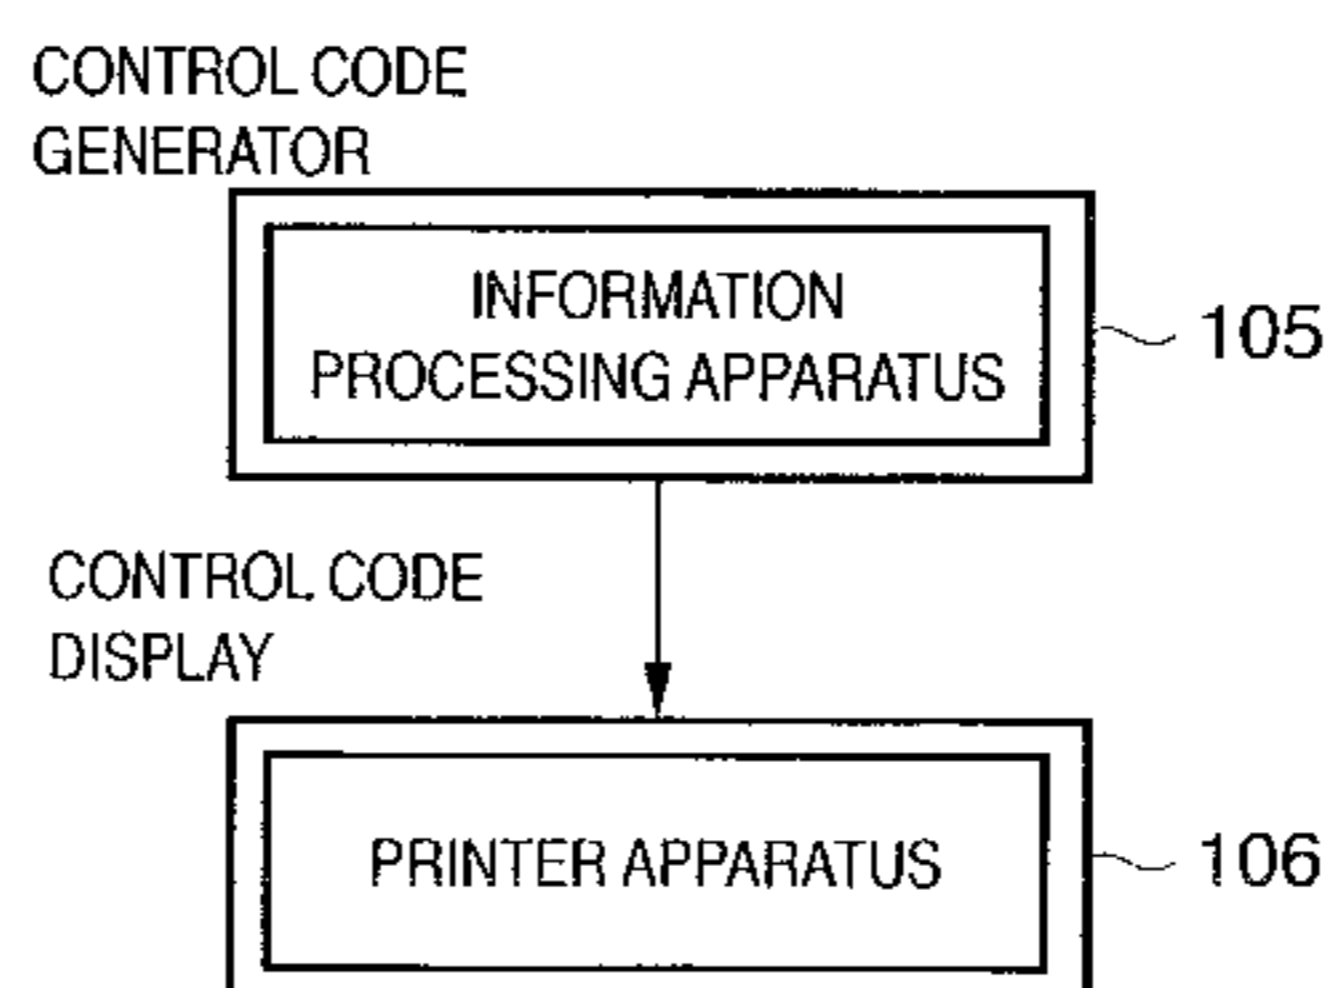 CONTROL CODE
GENERATOR
INFORMATION
PROCESSING APPARATUS
105
CONTROL CODE
DISPLAY
PRINTER APPARATUS
106